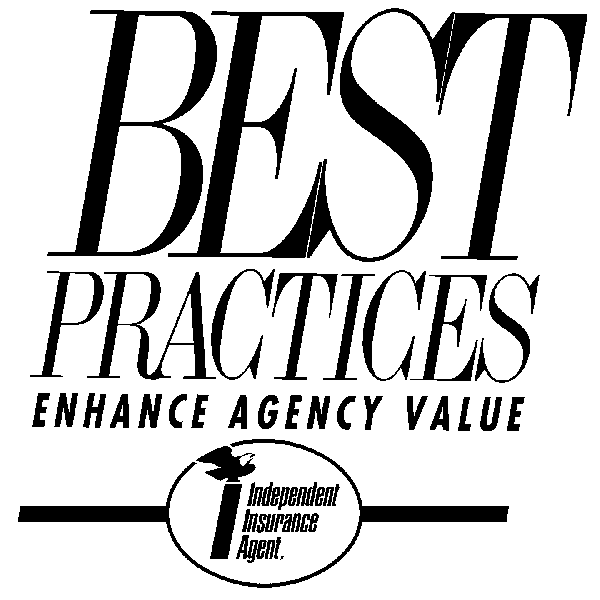 BEST
PRACTICES
ENHANCE AGENCY VALUE
Independent
Insurance
Agent.